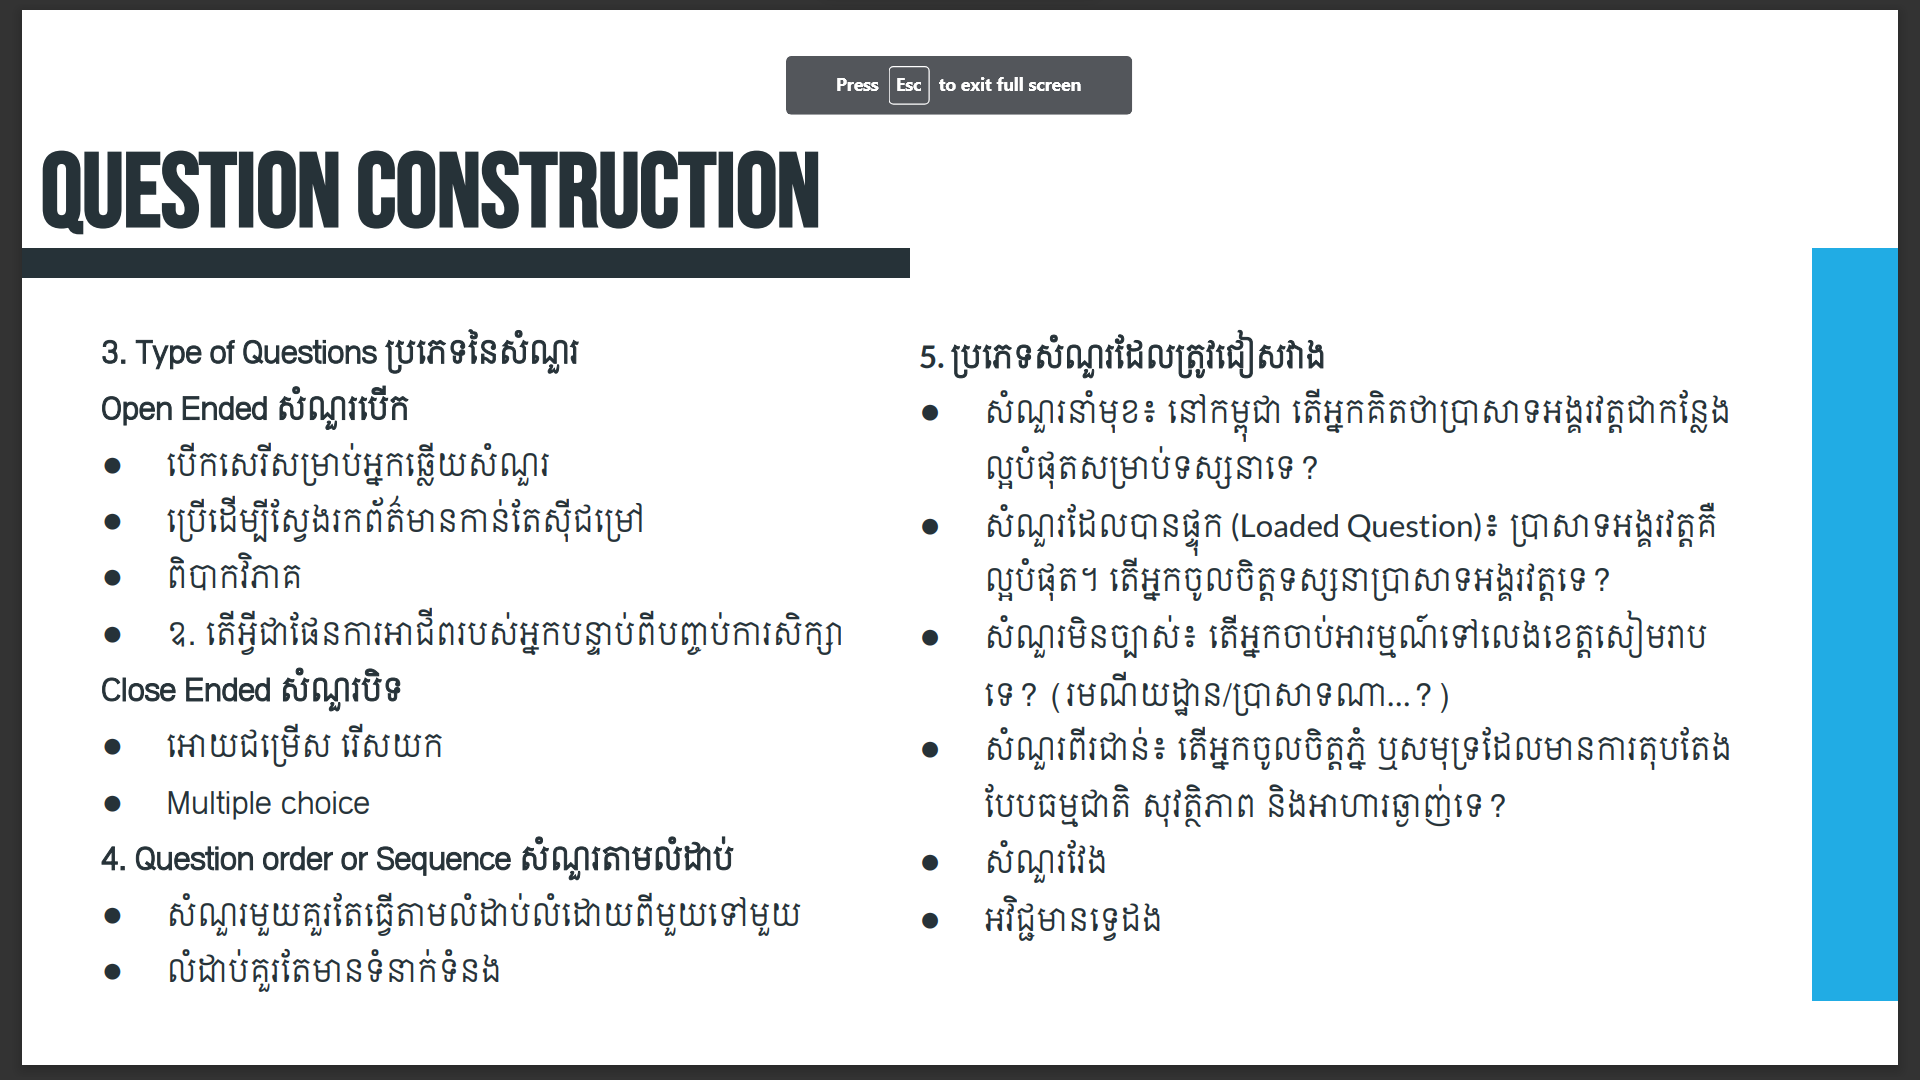 Press Esc to exit full screen
QUESTION CONSTRUCTION
3. Type of Questions ប្រភេទនៃសំណួរ
Open Ended សំណួរបើក
● បើកសេរីសម្រាប់អ្នកឆ្លើយសំណួរ
● ប្រើដើម្បីស្វែងរកព័ត៌មានកាន់តែស៊ីជម្រៅ
● ពិបាកវិភាគ
● ឧ. តើអ្វីជាផែនការអាជីពរបស់អ្នកបន្ទាប់ពីបញ្ចប់ការសិក្សា
Close Ended សំណួរបិទ
● អោយជម្រើស រើសយក
● Multiple choice
4. Question order or Sequence សំណួរតាមលំដាប់
● សំណួរមួយគួរតែធ្វើតាមលំដាប់លំដោយពីមួយទៅមួយ
● លំដាប់គួរតែមានទំនាក់ទំនង
5. ប្រភេទសំណួរដែលត្រូវជៀសវាង
● សំណួរនាំមុខ៖ នៅកម្ពុជា តើអ្នកគិតថាប្រាសាទអង្គរវត្តជាកន្លែង
ល្អបំផុតសម្រាប់ទស្សនាទេ?
● សំណួរដែលបានផ្ទុក (Loaded Question)៖ ប្រាសាទអង្គរវត្តគឺ
ល្អបំផុត។ តើអ្នកចូលចិត្តទស្សនាប្រាសាទអង្គរវត្តទេ?
● សំណួរមិនច្បាស់៖ តើអ្នកចាប់អារម្មណ៍ទៅលេងខេត្តសៀមរាប
ទេ? (រមណីយដ្ឋាន/ប្រាសាទណា...?)
● សំណួរពីរជាន់៖ តើអ្នកចូលចិត្តភ្នំ ឬសមុទ្រដែលមានការតុបតែង
បែបធម្មជាតិ សុវត្ថិភាព និងអាហារឆ្ងាញ់ទេ?
● សំណួរវែង
● អវិជ្ជមានទ្វេដង